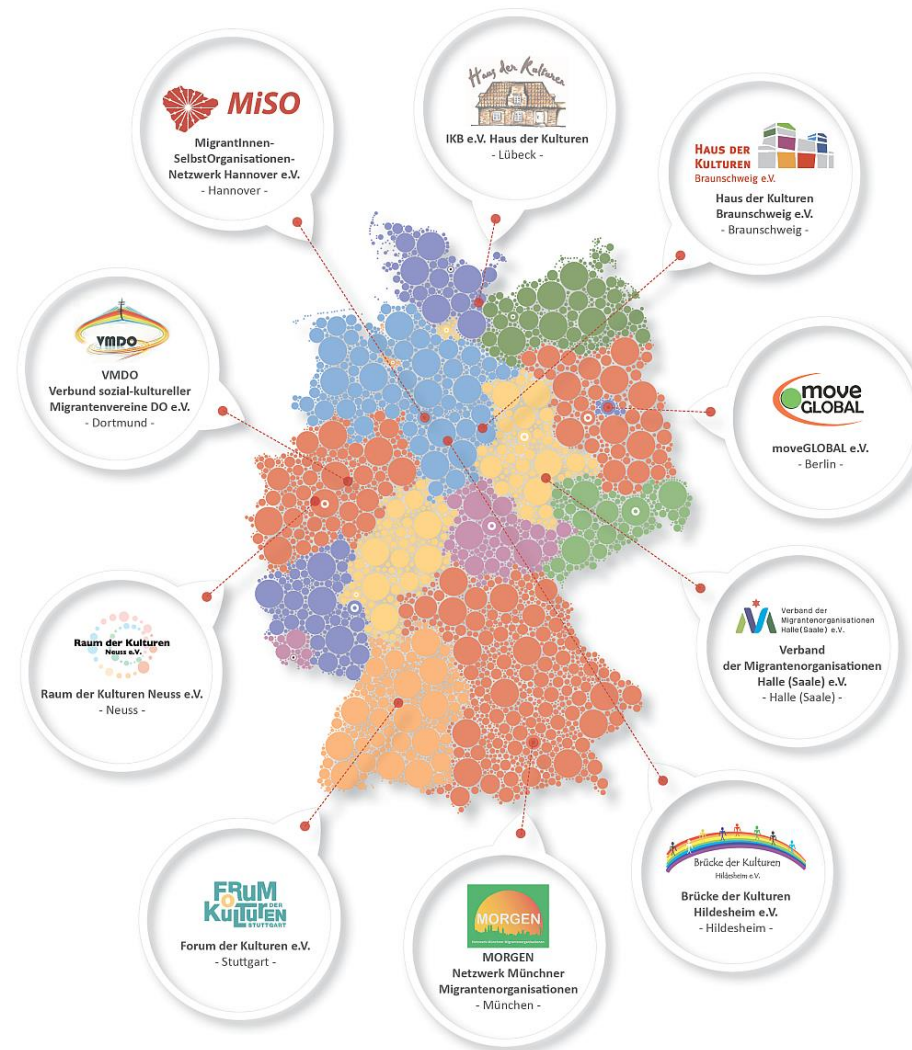 MiSO
MigrantInnen-
SelbstOrganisationen-
Netzwerk Hannover e.V.
- Hannover -
Haus der Kulturen
IKB e.V. Haus der Kulturen
- Lübeck -
HAUS DER
KULTUREN
Braunschweig e.V.
Haus der Kulturen
Braunschweig e.V.
- Braunschweig -
VMDO
VMDO
Verbund sozial-kultureller
Migrantenvereine DO e.V.
- Dortmund -
move
GLOBAL
moveGLOBAL e.V.
- Berlin -
Raum der Kulturen
Neuss e.V.
Raum der Kulturen Neuss e.V.
- Neuss -
Verband der
Migrantenorganisationen
Halle(Saale) e.V.
Verband
der Migrantenorganisationen
Halle (Saale) e.V.
- Halle (Saale) -
FORUM
DER
KULTUREN
STUTTGART
Forum der Kulturen e.V.
- Stuttgart -
MORGEN
Netzwerk Münchner Migrantenorganisationen
MORGEN
Netzwerk Münchner
Migrantenorganisationen
- München -
Brücke der Kulturen
Hildesheim e.V.
Brücke der Kulturen
Hildesheim e.V.
- Hildesheim -